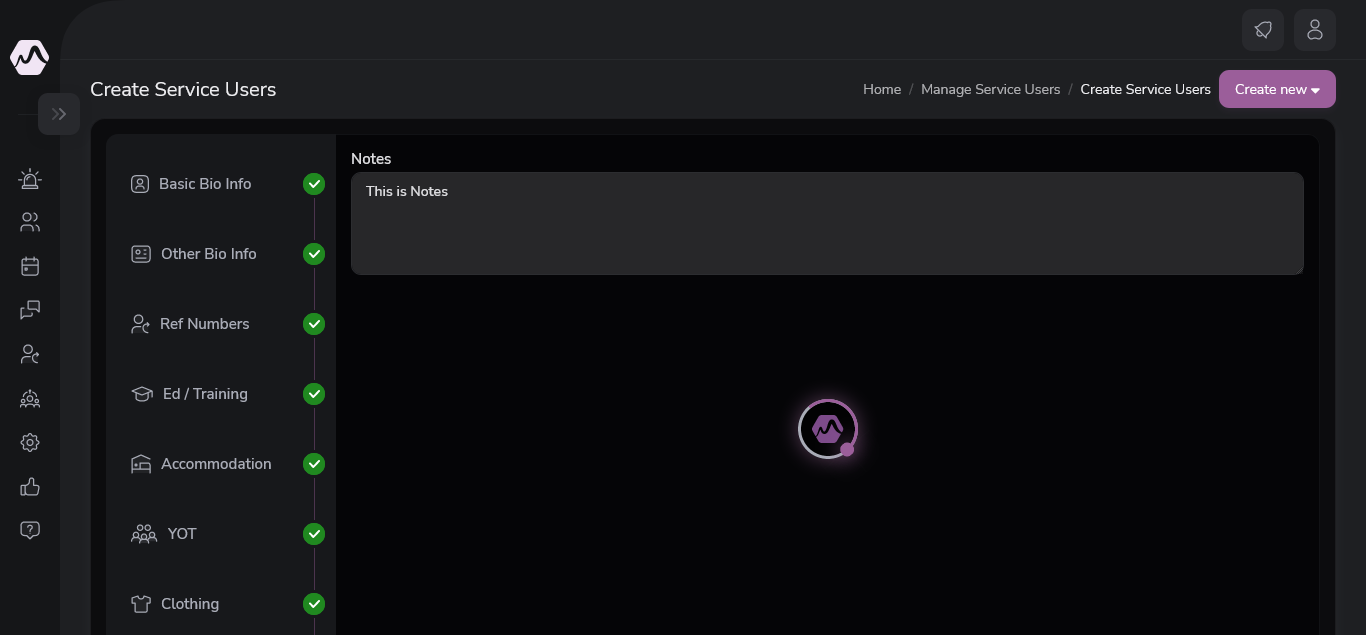 Create Service Users
Home / Manage Service Users / Create Service Users
Create new
Basic Bio Info
Other Bio Info
Ref Numbers
Ed / Training
Accommodation
YOT
Clothing
Notes
This is Notes